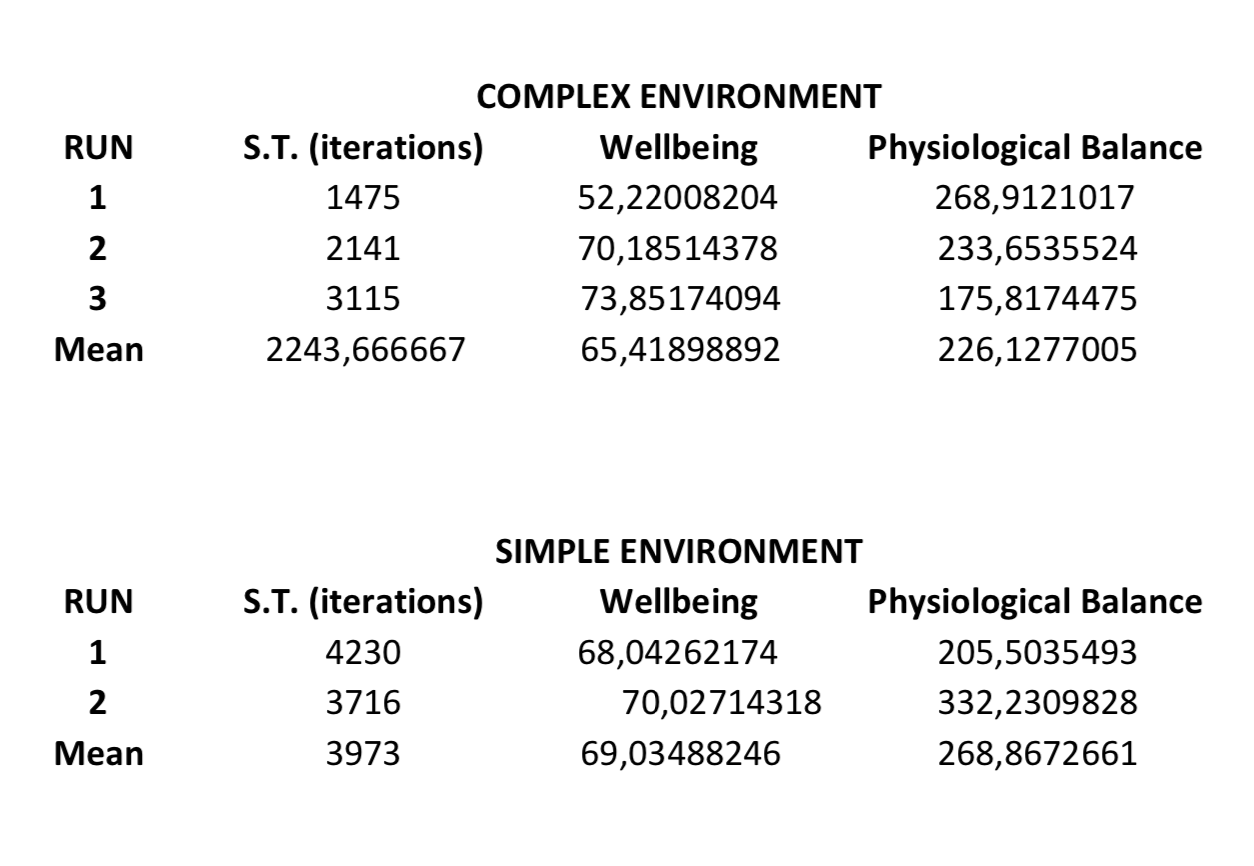 COMPLEX ENVIRONMENT
RUN S.T. (iterations) Wellbeing Physiological Balance
1 1475 52,22008204 268,9121017
2 2141 70,18514378 233,6535524
3 3115 73,85174094 175,8174475
Mean 2243,666667 65,41898892 226,1277005
SIMPLE ENVIRONMENT
RUN S.T. (iterations) Wellbeing Physiological Balance
1 4230 68,04262174 205,5035493
2 3716 70,02714318 332,2309828
Mean 3973 69,03488246 268,8672661